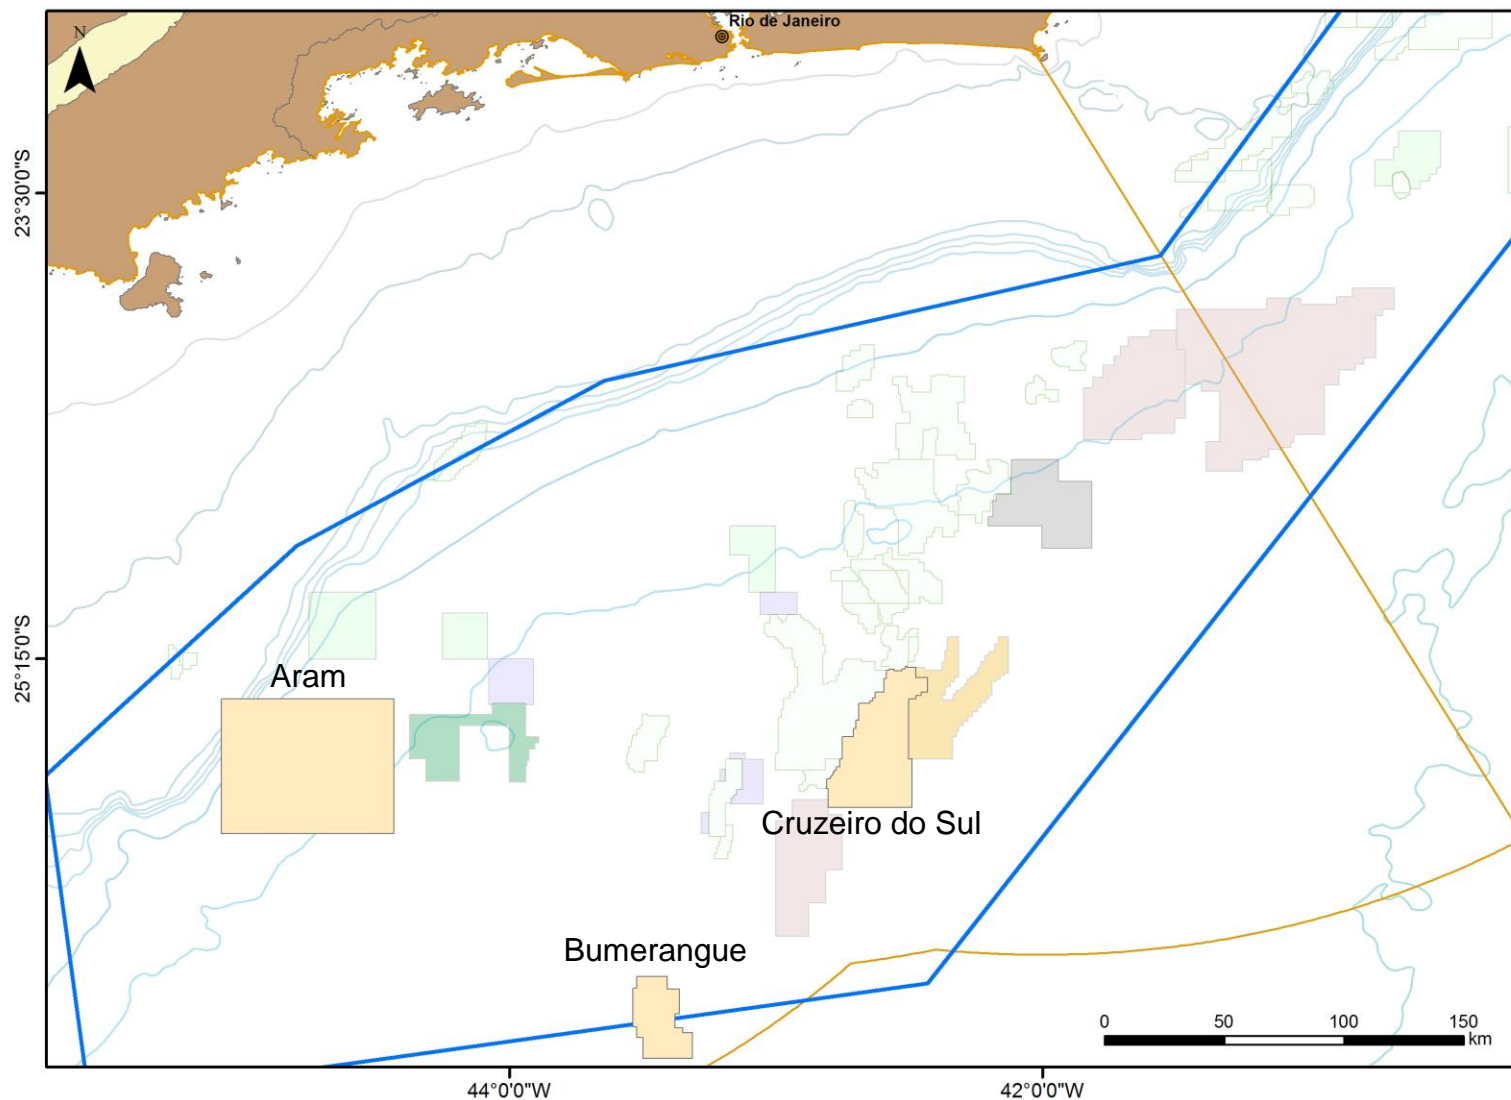 N
Rio de Janeiro
23°30'0"S
25°15'0"S
Aram
Cruzeiro do Sul
Bumerangue
0 50 100 150
km
44°0'0"W 42°0'0"W